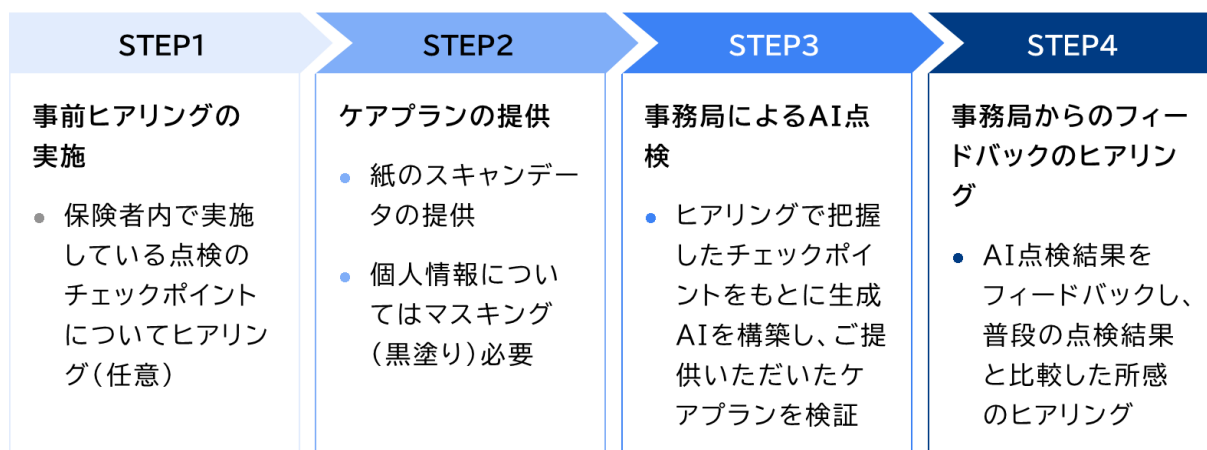 STEP1
事前ヒアリングの
実施
• 保険者内で実施
している点検の
チェックポイント
についてヒアリン
グ(任意)
STEP2
ケアプランの提供
• 紙のスキャンデー
タの提供
• 個人情報につい
てはマスキング
(黒塗り)必要
STEP3
事務局によるAI点
検
• ヒアリングで把握
したチェックポイ
ントをもとに生成
AIを構築し、ご提
供いただいたケ
アプランを検証
STEP4
事務局からのフィー
ドバックのヒアリン
グ
• AI点検結果を
フィードバックし、
普段の点検結果
と比較した所感
のヒアリング